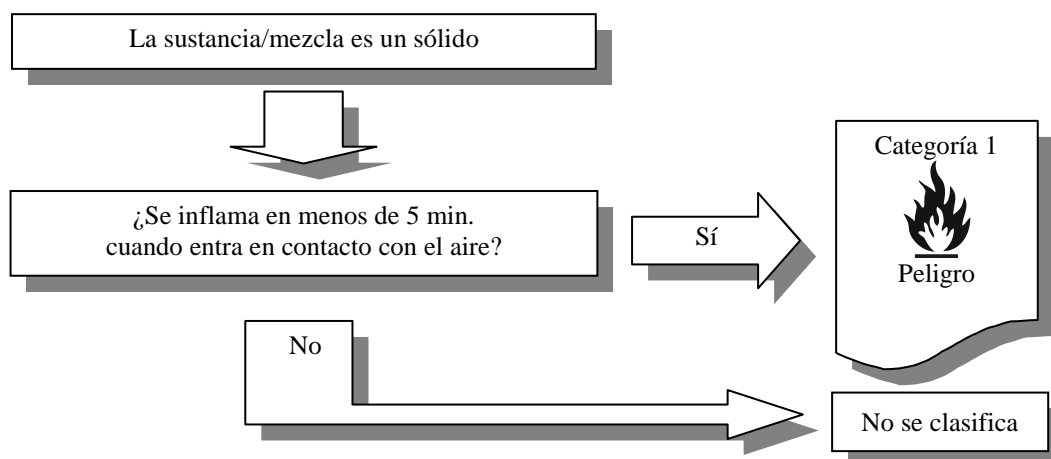 La sustancia/mezcla es un sólido
¿Se inflama en menos de 5 min.
cuando entra en contacto con el aire?
Sí
Categoría 1
Peligro
No
No se clasifica